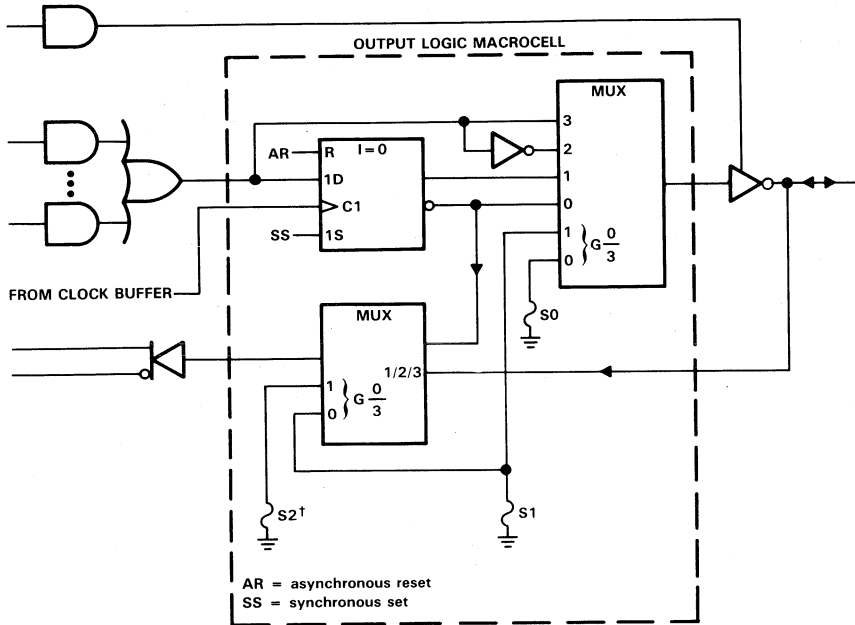 OUTPUT LOGIC MACROCELL
MUX
3
I = 0
AR
R
2
1D
1
C1
0
SS
1S
1
G 0/3
0
FROM CLOCK BUFFER
MUX
S0
1/2/3
1
G 0/3
0
S2†
S1
AR = asynchronous reset
SS = synchronous set